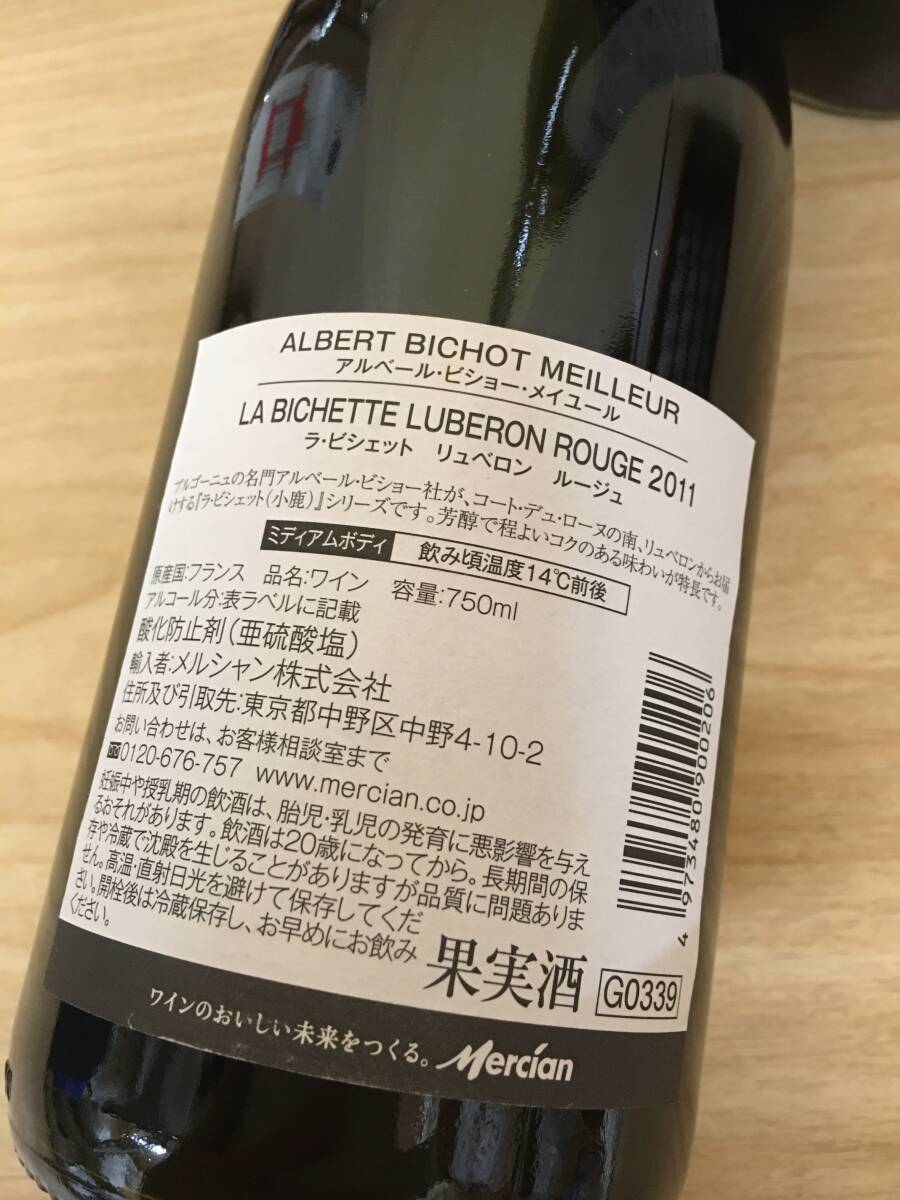 ALBERT BICHOT MEILLEUR
アルベール・ビショー・メイユール
LA BICHETTE LUBERON ROUGE 2011
ラ・ビシェット リュベロン ルージュ
ブルゴーニュの名門アルベール・ビショー社が、コート・デュ・ローヌの南、リュベロンからお届
けする『ラ・ビシェット(小鹿)』シリーズです。芳醇で程よいコクのある味わいが特長です。
ミディアムボディ 飲み頃温度14℃前後
原産国:フランス 品名:ワイン 容量:750ml
アルコール分:表ラベルに記載
酸化防止剤(亜硫酸塩)
輸入者:メルシャン株式会社
住所及び引取先:東京都中野区中野4-10-2
お問い合わせは、お客様相談室まで
0120-676-757 www.mercian.co.jp
妊娠中や授乳期の飲酒は、胎児・乳児の発育に悪影響を与え
るおそれがあります。飲酒は20歳になってから。長期間の保
存や冷蔵で沈殿を生じることがありますが品質に問題ありま
せん。高温・直射日光を避けて保存してくだ
さい。開栓後は冷蔵保存し、お早めにお飲み
ください。
果実酒 G0339
4 973480 900206
ワインのおいしい未来をつくる。 Mercian